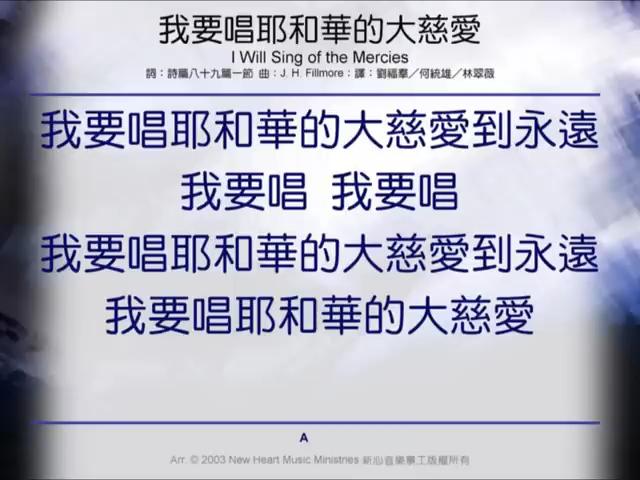 我要唱耶和華的大慈愛
I Will Sing of the Mercies
詞：詩篇八十九篇一節 曲：J. H. Fillmore：譯：劉福羣／何統雄／林翠薇
我要唱耶和華的大慈愛到永遠
我要唱 我要唱
我要唱耶和華的大慈愛到永遠
我要唱耶和華的大慈愛
A
Arr. © 2003 New Heart Music Ministries 新心音樂事工版權所有